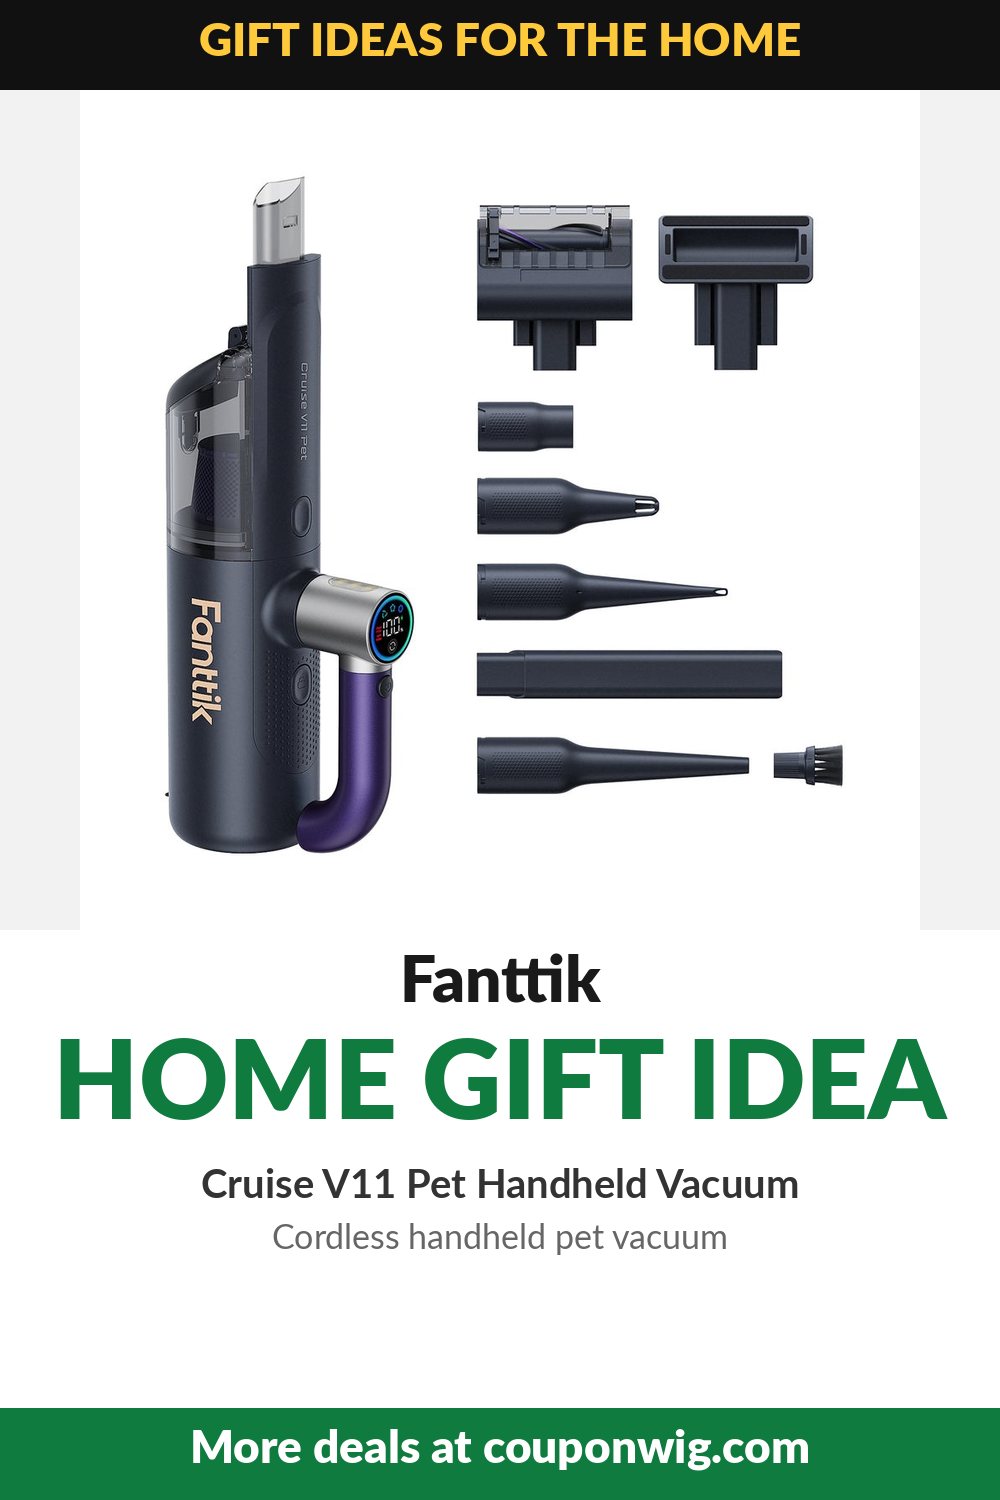 GIFT IDEAS FOR THE HOME
Cruise V11 Pet
100%
Fanttik
Fanttik
HOME GIFT IDEA
Cruise V11 Pet Handheld Vacuum
Cordless handheld pet vacuum
More deals at couponwig.com